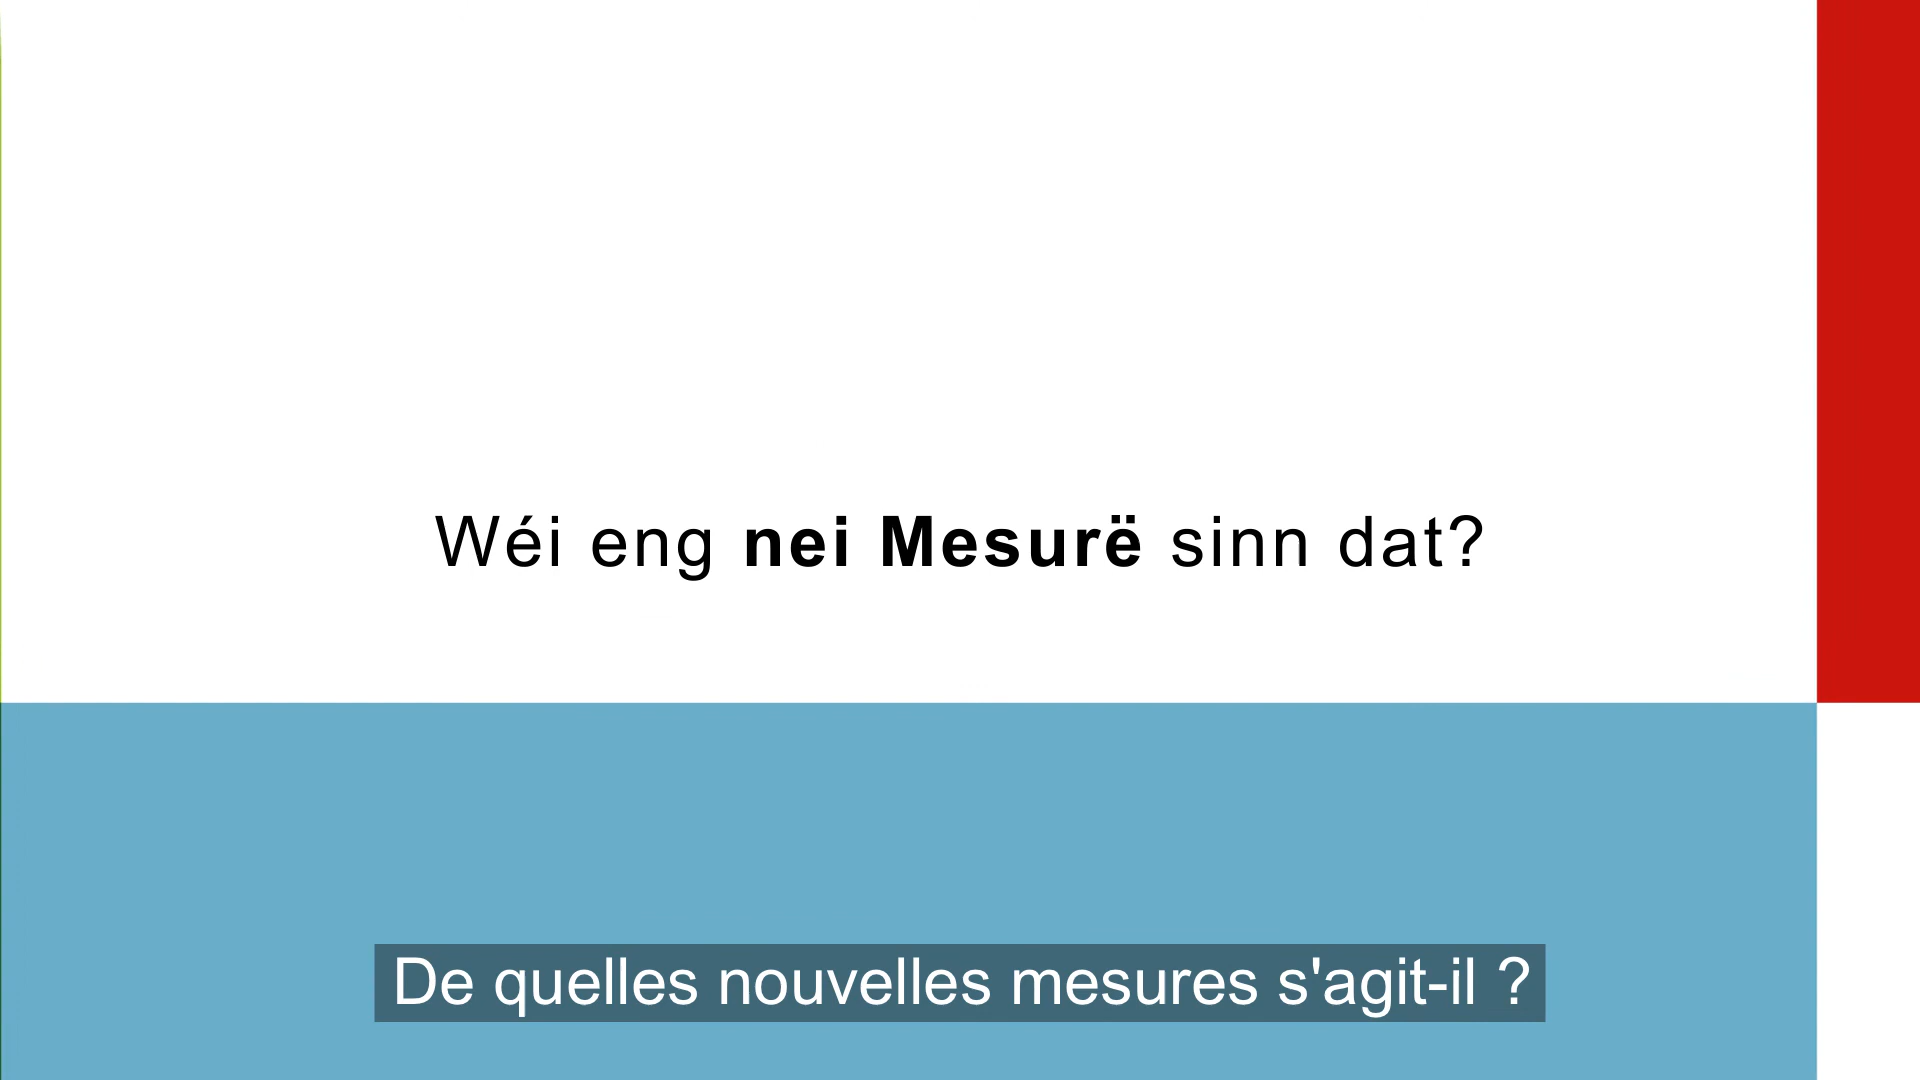 Wéi eng nei Mesurë sinn dat?
De quelles nouvelles mesures s'agit-il ?